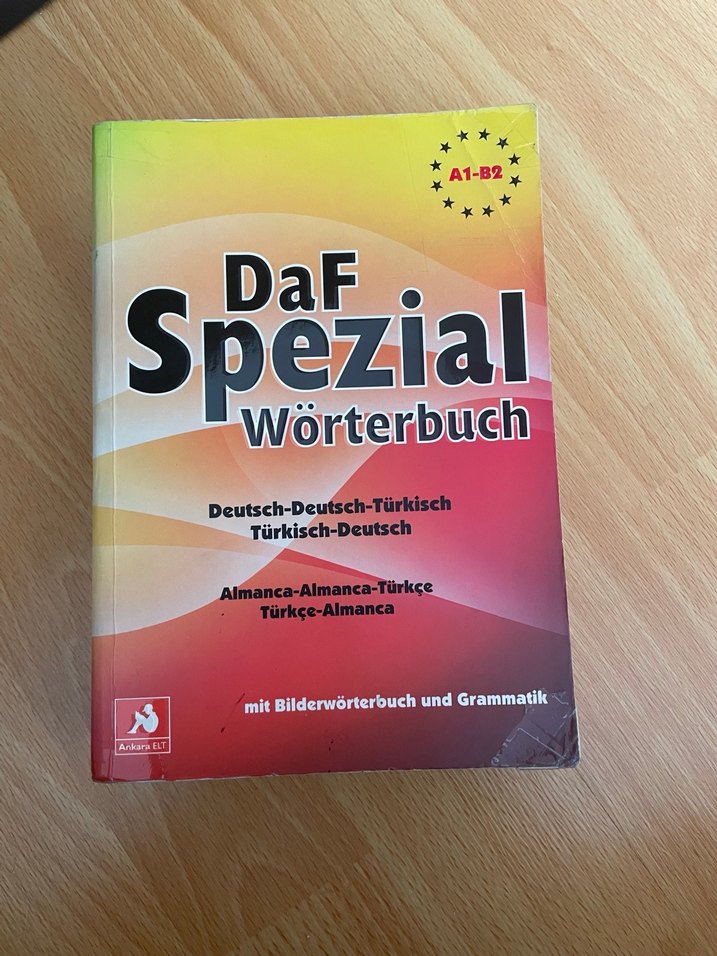 A1-B2
DaF
Spezial
Wörterbuch
Deutsch-Deutsch-Türkisch
Türkisch-Deutsch
Almanca-Almanca-Türkçe
Türkçe-Almanca
mit Bilderwörterbuch und Grammatik
Ankara ELT